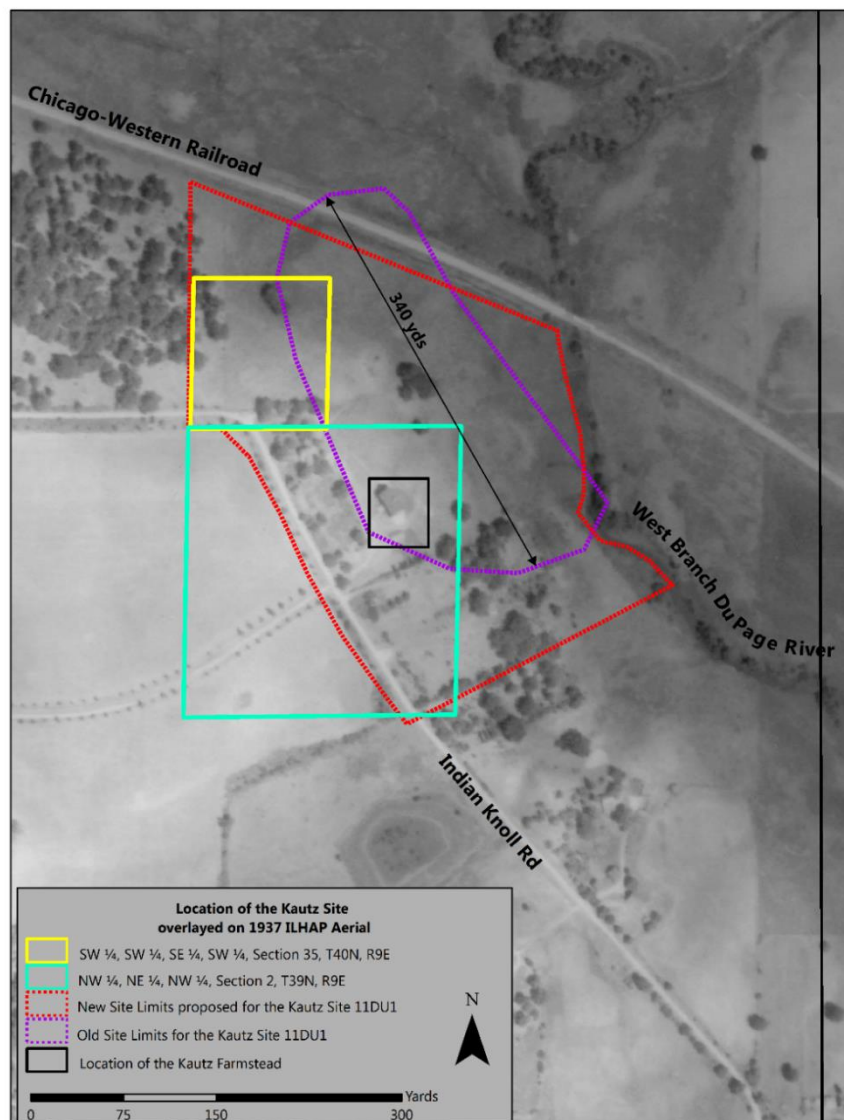 Chicago-Western Railroad
340 yds
West Branch Du Page River
Indian Knoll Rd
Location of the Kautz Site
overlayed on 1937 ILHAP Aerial
SW ¼, SW ¼, SE ¼, SW ¼, Section 35, T40N, R9E
NW ¼, NE ¼, NW ¼, Section 2, T39N, R9E
New Site Limits proposed for the Kautz Site 11DU1
Old Site Limits for the Kautz Site 11DU1
Location of the Kautz Farmstead
N
Yards
0 75 150 300